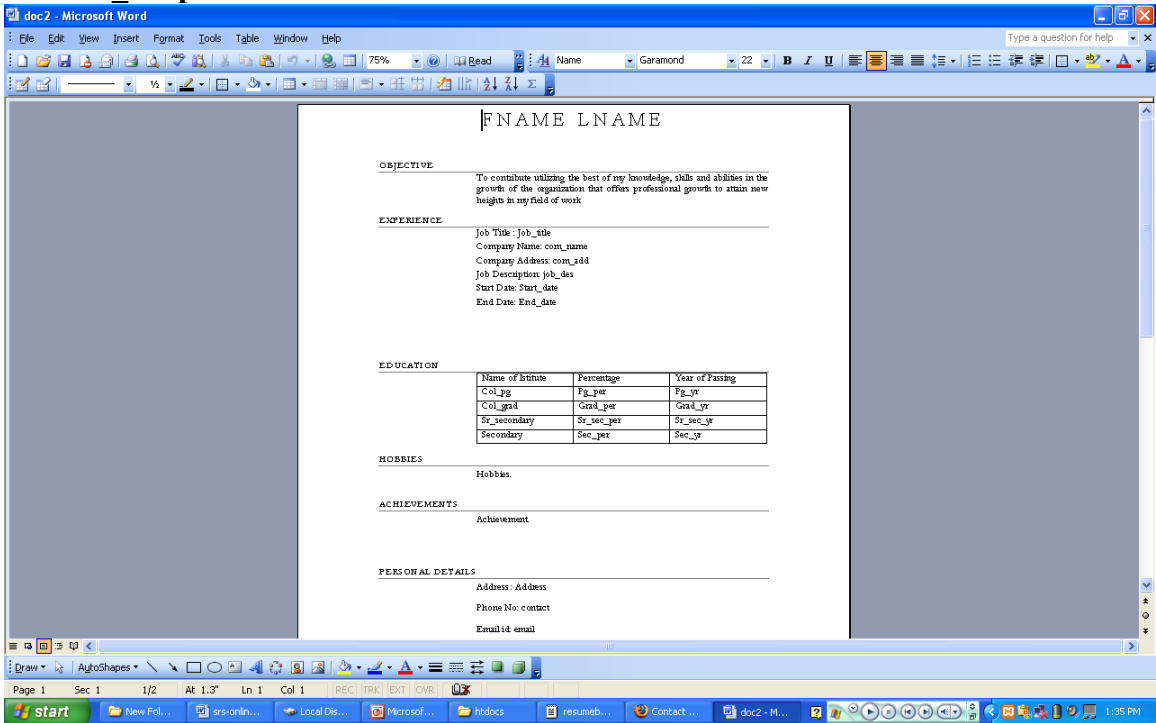 doc2 - Microsoft Word
File Edit View Insert Format Tools Table Window Help
Type a question for help
75%
Read
Name
Garamond
22
B I U
½
FNAME LNAME
OBJECTIVE
To contribute utilizing the best of my knowledge, skills and abilities in the
growth of the organization that offers professional growth to attain new
heights in my field of work
EXPERIENCE
Job Title : Job_title
Company Name: com_name
Company Address: com_add
Job Description: job_des
Start Date: Start_date
End Date: End_date
EDUCATION
Name of Istitute Percentage Year of Passing
Col_pg Pg_per Pg_yr
Col_grad Grad_per Grad_yr
Sr_secondary Sr_sec_per Sr_sec_yr
Secondary Sec_per Sec_yr
HOBBIES
Hobbies.
ACHIEVEMENTS
Achievement.
PERSONAL DETAILS
Address : Address
Phone No: contact
Email id: email
Draw AutoShapes
Page 1 Sec 1 1/2 At 1.3" Ln 1 Col 1 REC TRK EXT OVR
start New Fol... srs-onlin... Local Dis... Microsof... htdocs resumeb... Contact ... doc2 - M... 1:35 PM